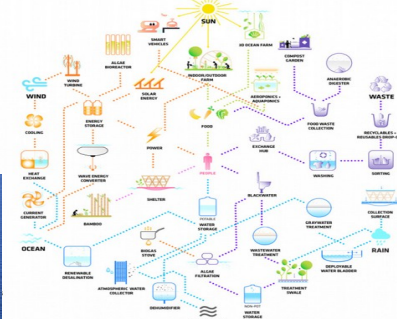 SUN
SMART
VEHICLES
3D OCEAN FARM
COMPOST
GARDEN
ALGAE
BIOREACTOR
ANAEROBIC
DIGESTER
INDOOR/OUTDOOR
FARM
WIND
TURBINE
SOLAR
ENERGY
AEROPONICS +
AQUAPONICS
WIND
WASTE
ENERGY
STORAGE
FOOD
FOOD WASTE
COLLECTION
COOLING
RECYCLABLES +
REUSABLES DROP-
POWER
EXCHANGE
HUB
HEAT
EXCHANGE
WAVE ENERGY
CONVERTER
PEOPLE
WASHING
SORTING
SHELTER
BLACKWATER
CURRENT
GENERATOR
BAMBOO
POTABLE
WATER
STORAGE
GRAYWATER
TREATMENT
COLLECTION
SURFACE
OCEAN
BIOGAS
STOVE
WASTEWATER
TREATMENT
RAIN
RENEWABLE
DESALINATION
ATMOSPHERIC WATER
COLLECTOR
ALGAE
FILTRATION
DEPLOYABLE
WATER BLADDER
TREATMENT
SWALE
DEHUMIDIFIER
NON-POT
WATER
STORAGE